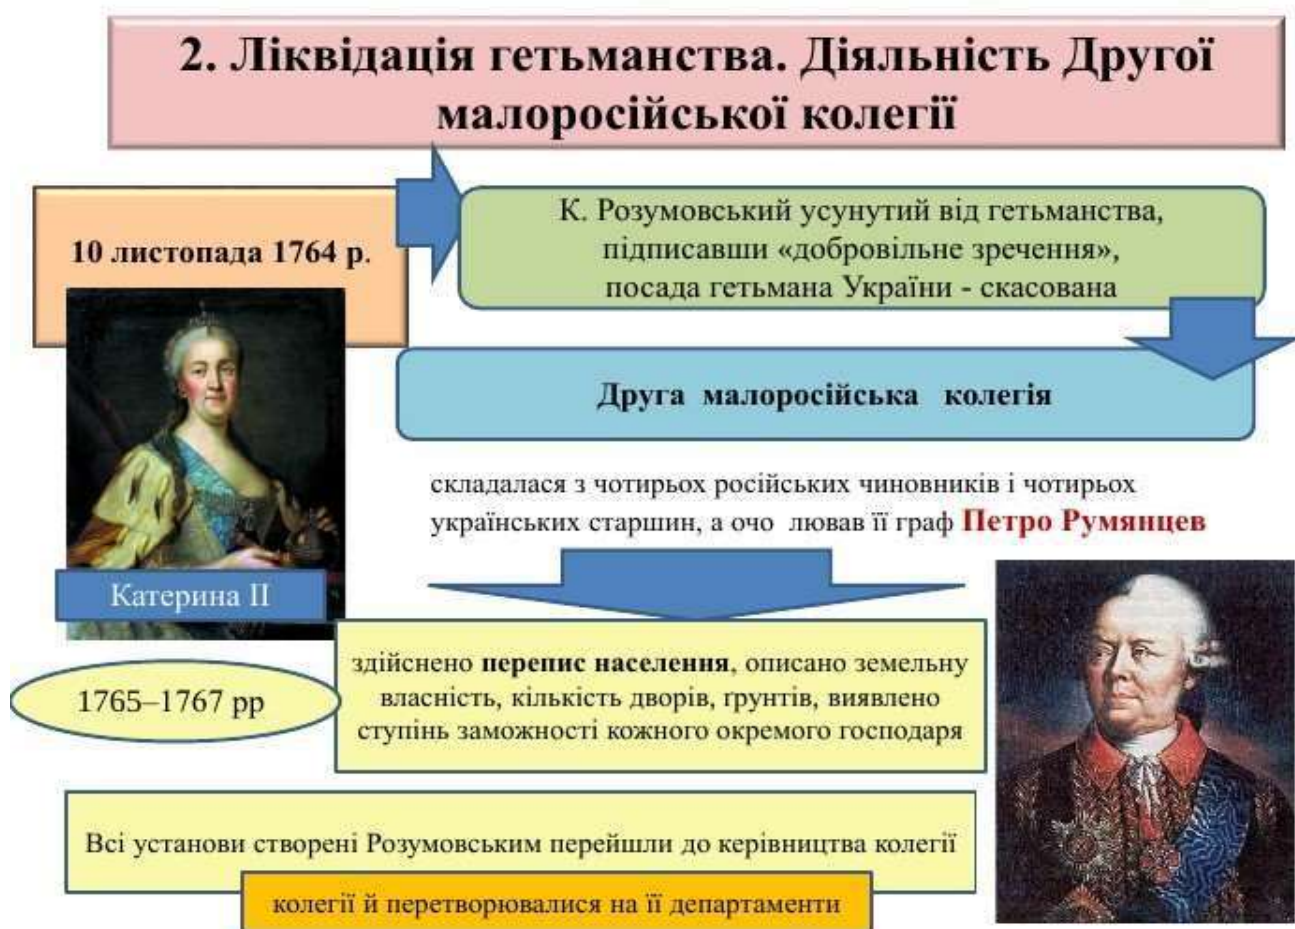 2. Ліквідація гетьманства. Діяльність Другої
малоросійської колегії
10 листопада 1764 р.
К. Розумовський усунутий від гетьманства,
підписавши «добровільне зречення»,
посада гетьмана України - скасована
Друга малоросійська колегія
складалася з чотирьох російських чиновників і чотирьох
українських старшин, а очо лював її граф Петро Румянцев
Катерина ІІ
1765–1767 рр
здійснено перепис населення, описано земельну
власність, кількість дворів, ґрунтів, виявлено
ступінь заможності кожного окремого господаря
Всі установи створені Розумовським перейшли до керівництва колегії
колегії й перетворювалися на її департаменти